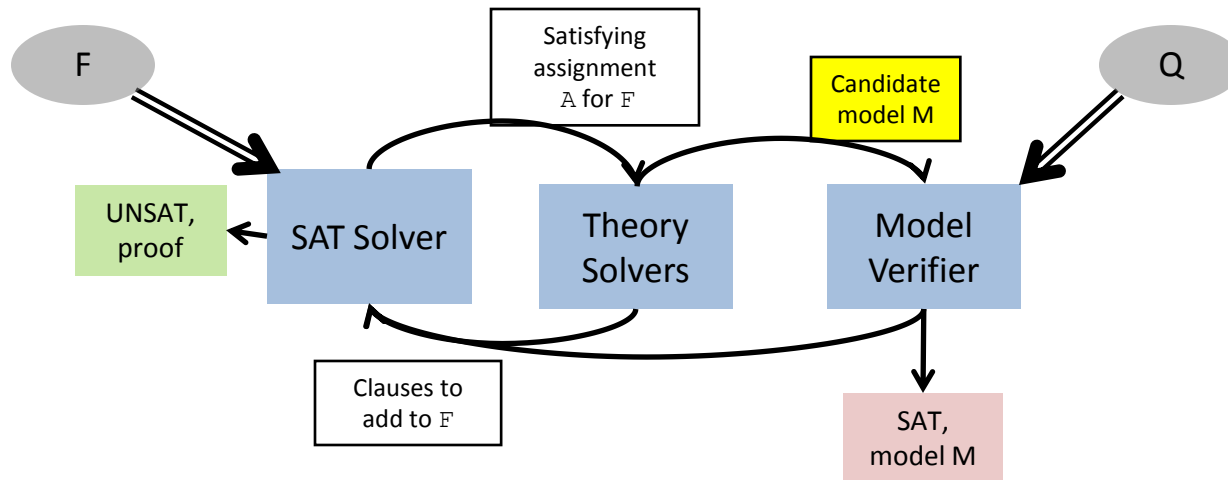 F
Satisfying
assignment
A for F
Candidate
model M
Q
UNSAT,
proof
SAT Solver
Theory
Solvers
Model
Verifier
Clauses to
add to F
SAT,
model M